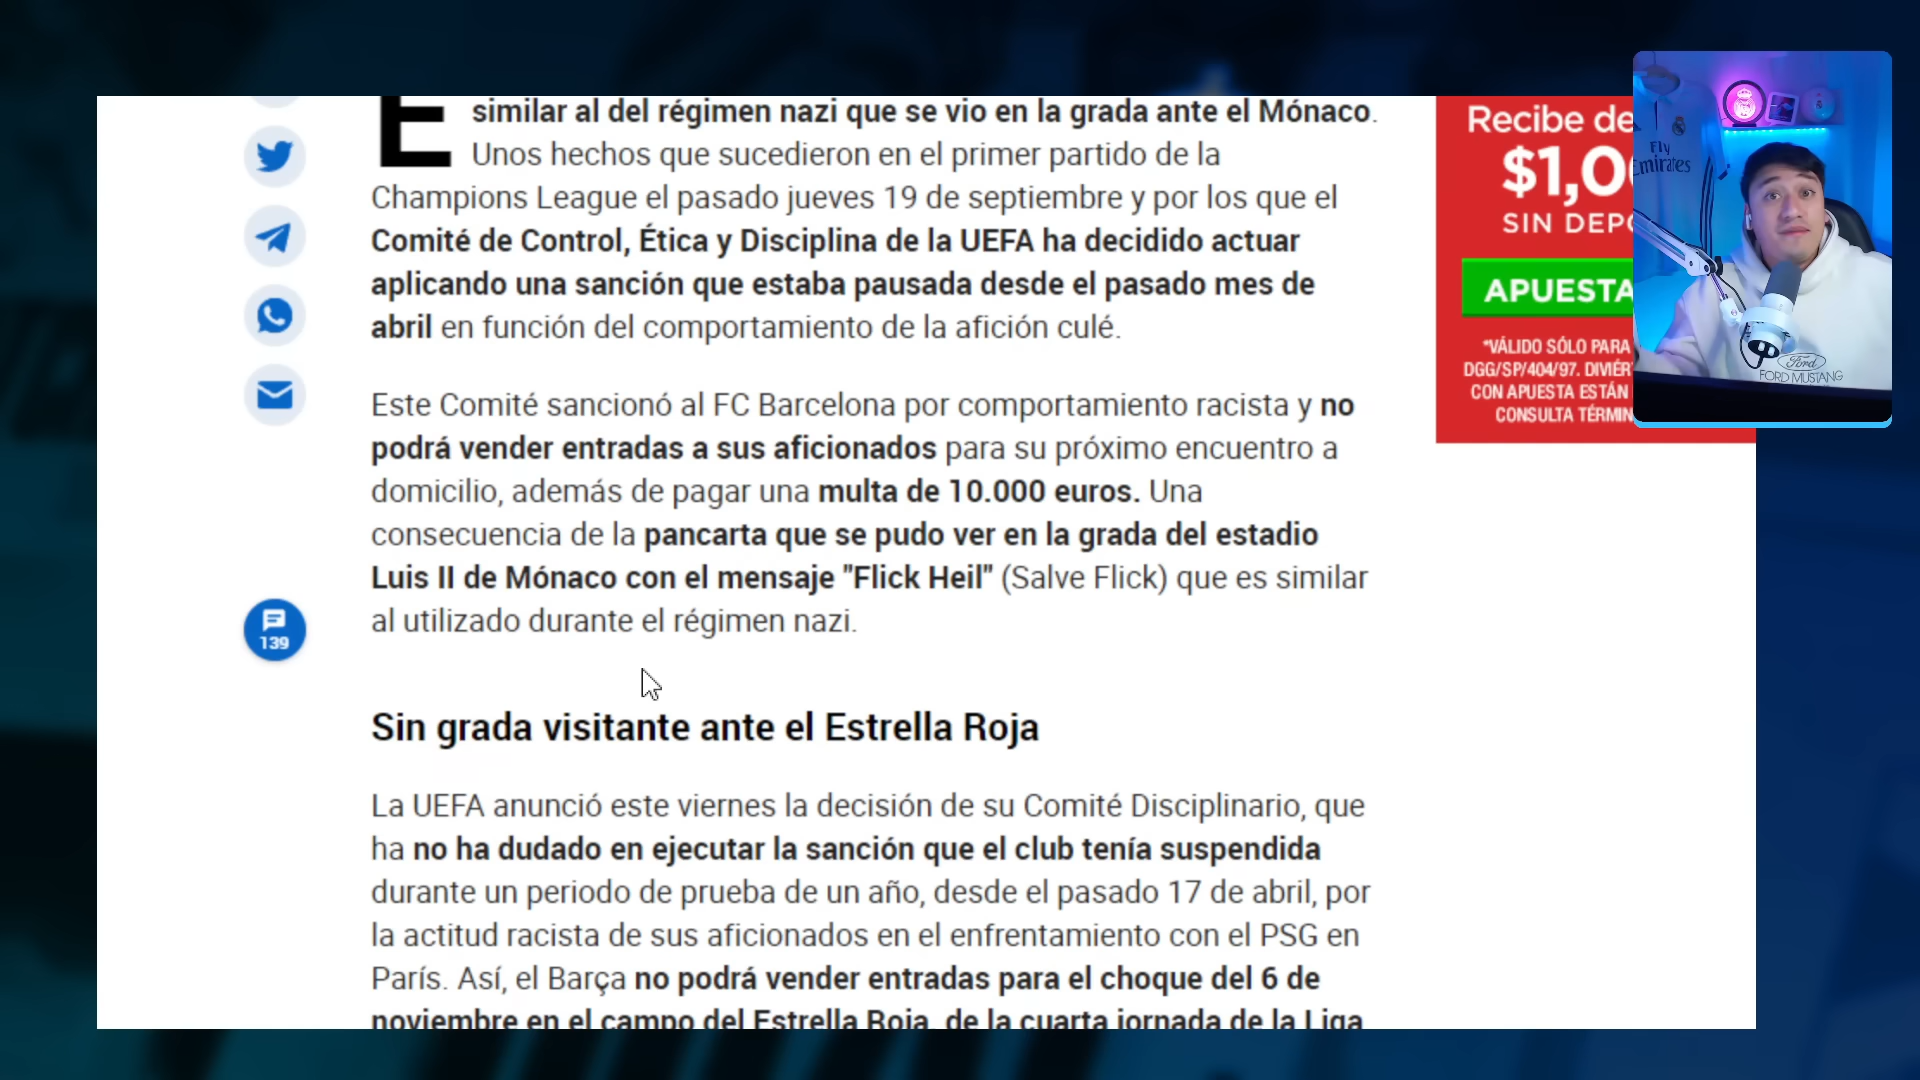 E
similar al del régimen nazi que se vio en la grada ante el Mónaco.
Unos hechos que sucedieron en el primer partido de la
Champions League el pasado jueves 19 de septiembre y por los que el
Comité de Control, Ética y Disciplina de la UEFA ha decidido actuar
aplicando una sanción que estaba pausada desde el pasado mes de
abril en función del comportamiento de la afición culé.
Este Comité sancionó al FC Barcelona por comportamiento racista y no
podrá vender entradas a sus aficionados para su próximo encuentro a
domicilio, además de pagar una multa de 10.000 euros. Una
consecuencia de la pancarta que se pudo ver en la grada del estadio
Luis II de Mónaco con el mensaje "Flick Heil" (Salve Flick) que es similar
al utilizado durante el régimen nazi.
139
Sin grada visitante ante el Estrella Roja
La UEFA anunció este viernes la decisión de su Comité Disciplinario, que
ha no ha dudado en ejecutar la sanción que el club tenía suspendida
durante un periodo de prueba de un año, desde el pasado 17 de abril, por
la actitud racista de sus aficionados en el enfrentamiento con el PSG en
París. Así, el Barça no podrá vender entradas para el choque del 6 de
noviembre en el campo del Estrella Roja, de la cuarta jornada de la Liga
Recibe de
$1,0
SIN DEP
APUESTA
*VÁLIDO SÓLO PARA
DGG/SP/404/97. DIVIÉR
CON APUESTA ESTÁN
CONSULTA TÉRMIN
Fly
Emirates
Ford
FORD MUSTANG